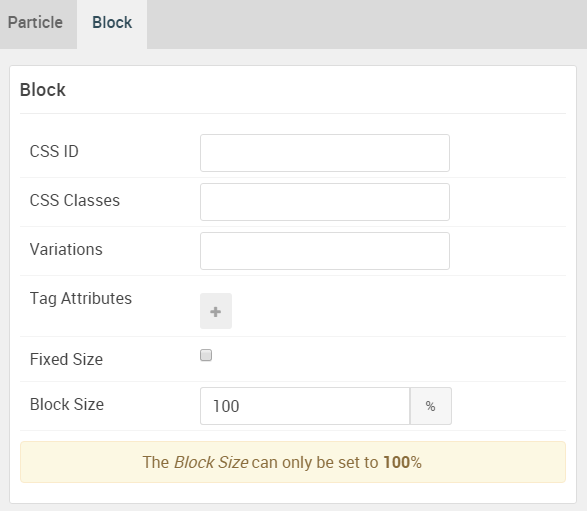 Particle Block
Block
CSS ID
CSS Classes
Variations
Tag Attributes
+
Fixed Size
Block Size 100 %
The Block Size can only be set to 100%